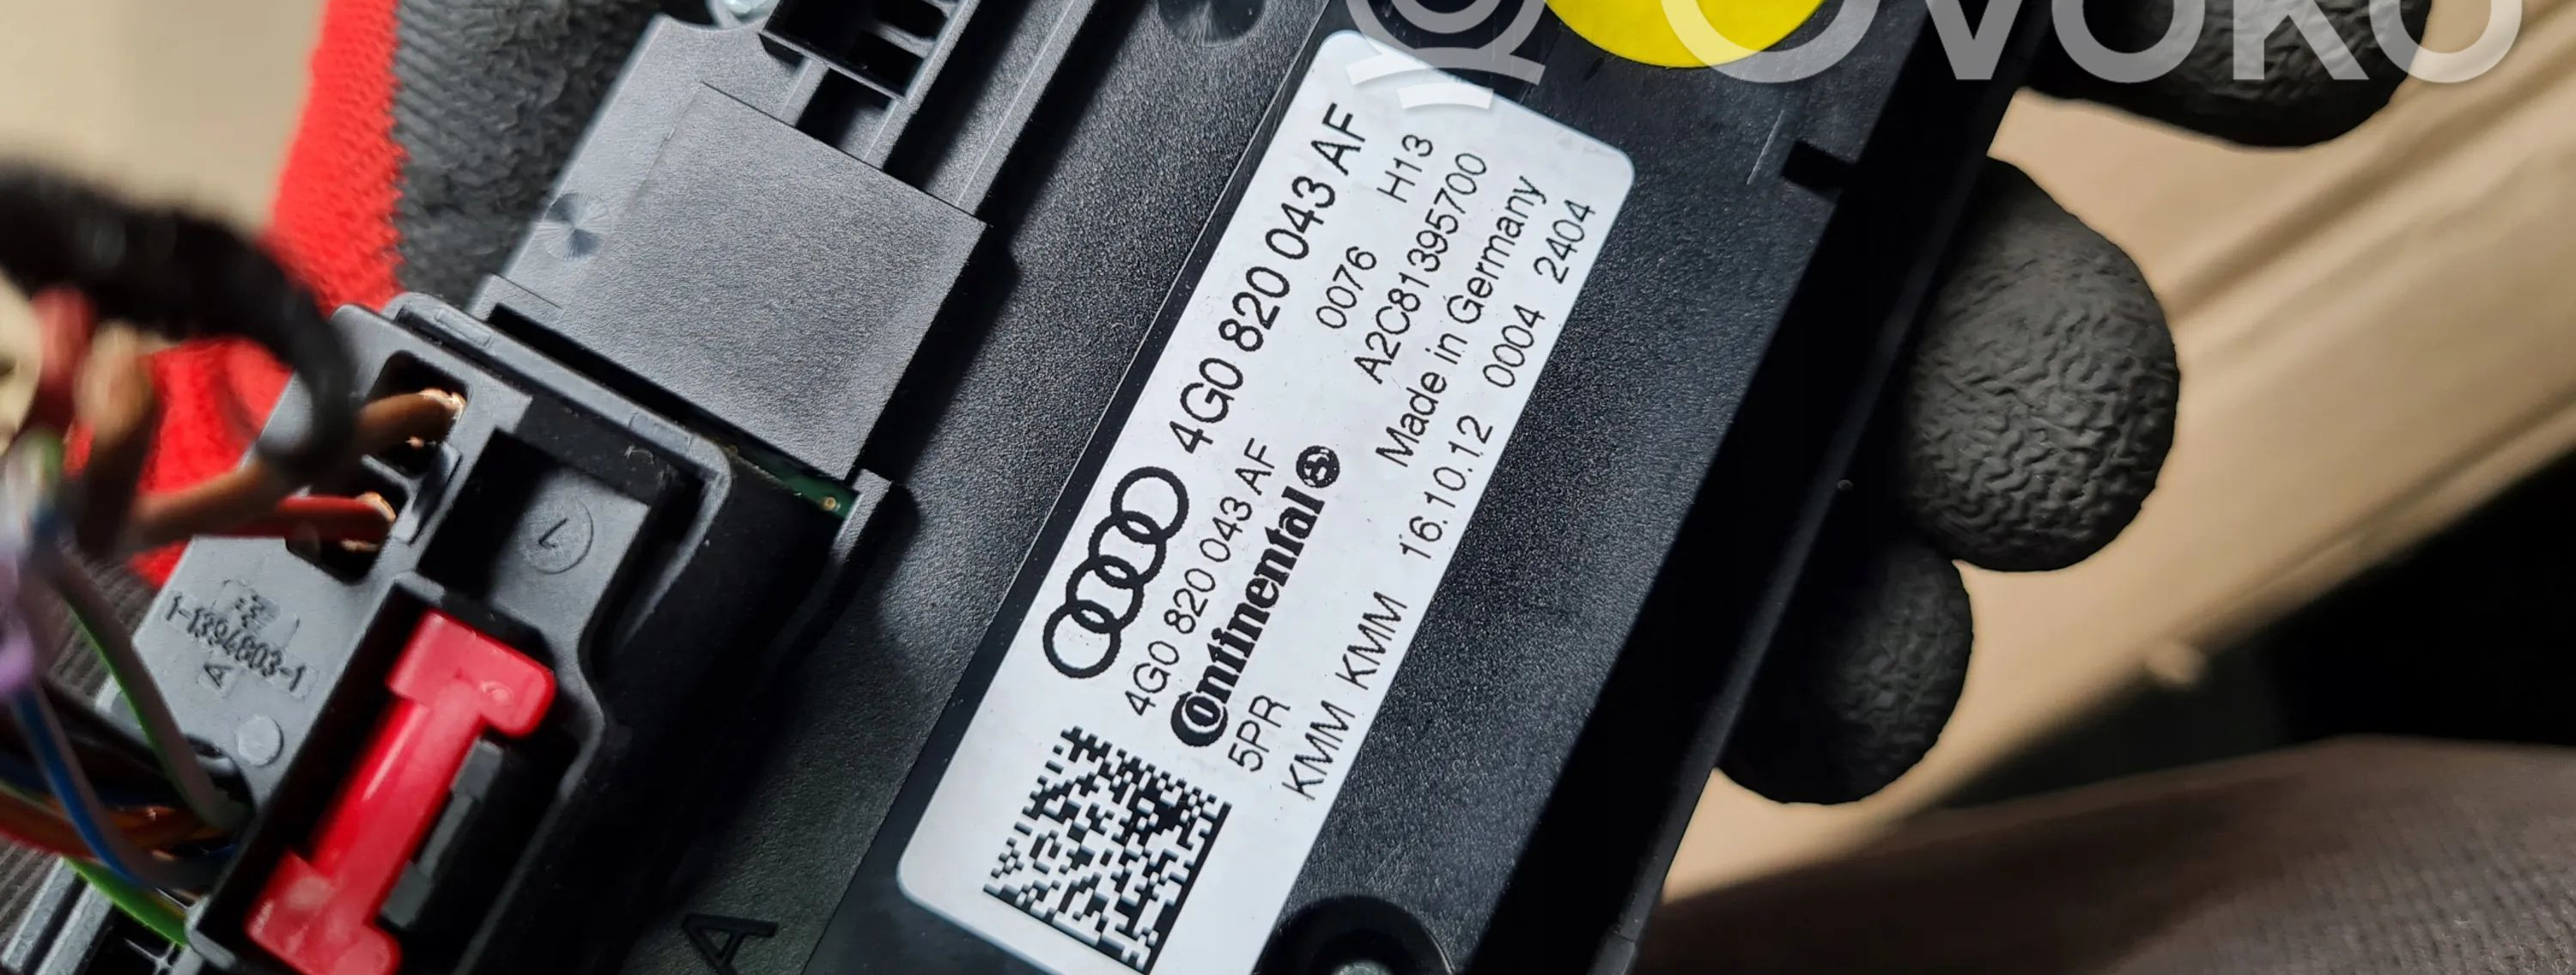 OVOKO
4G0 820 043 AF
4G0 820 043 AF
0076 H13
Continental
A2C81395700
5PR
Made in Germany
KMM KMM 16.10.12 0004 2404
1-1394803-1
A
A